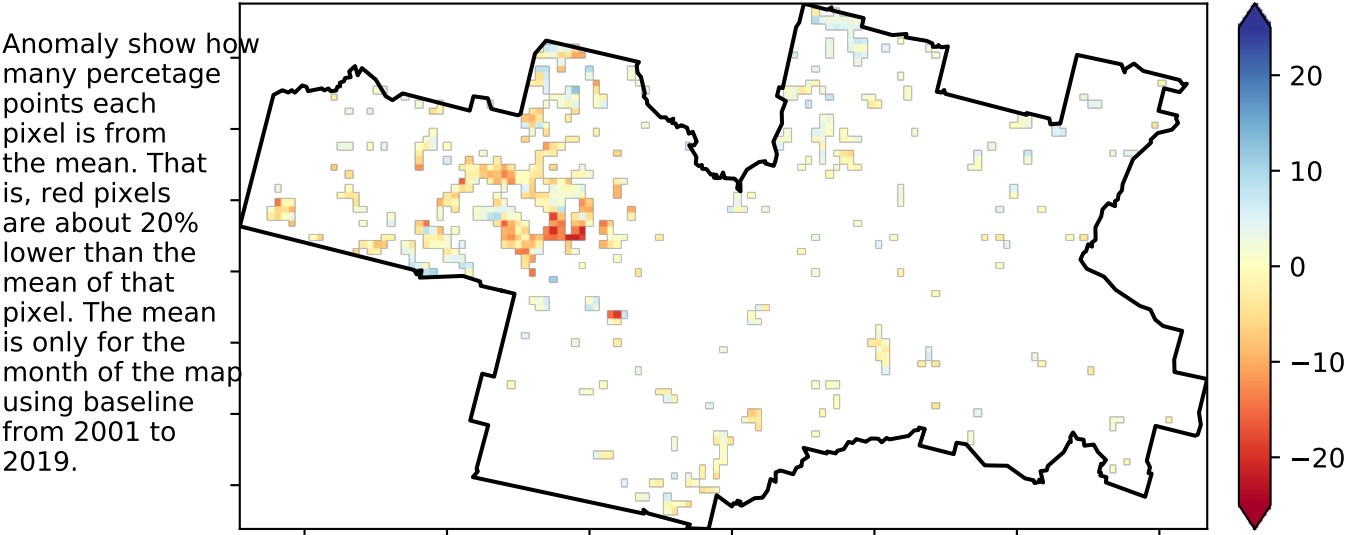 Anomaly show how
many percetage
points each
pixel is from
the mean. That
is, red pixels
are about 20%
lower than the
mean of that
pixel. The mean
is only for the
month of the map
using baseline
from 2001 to
2019.
20
10
0
−10
−20